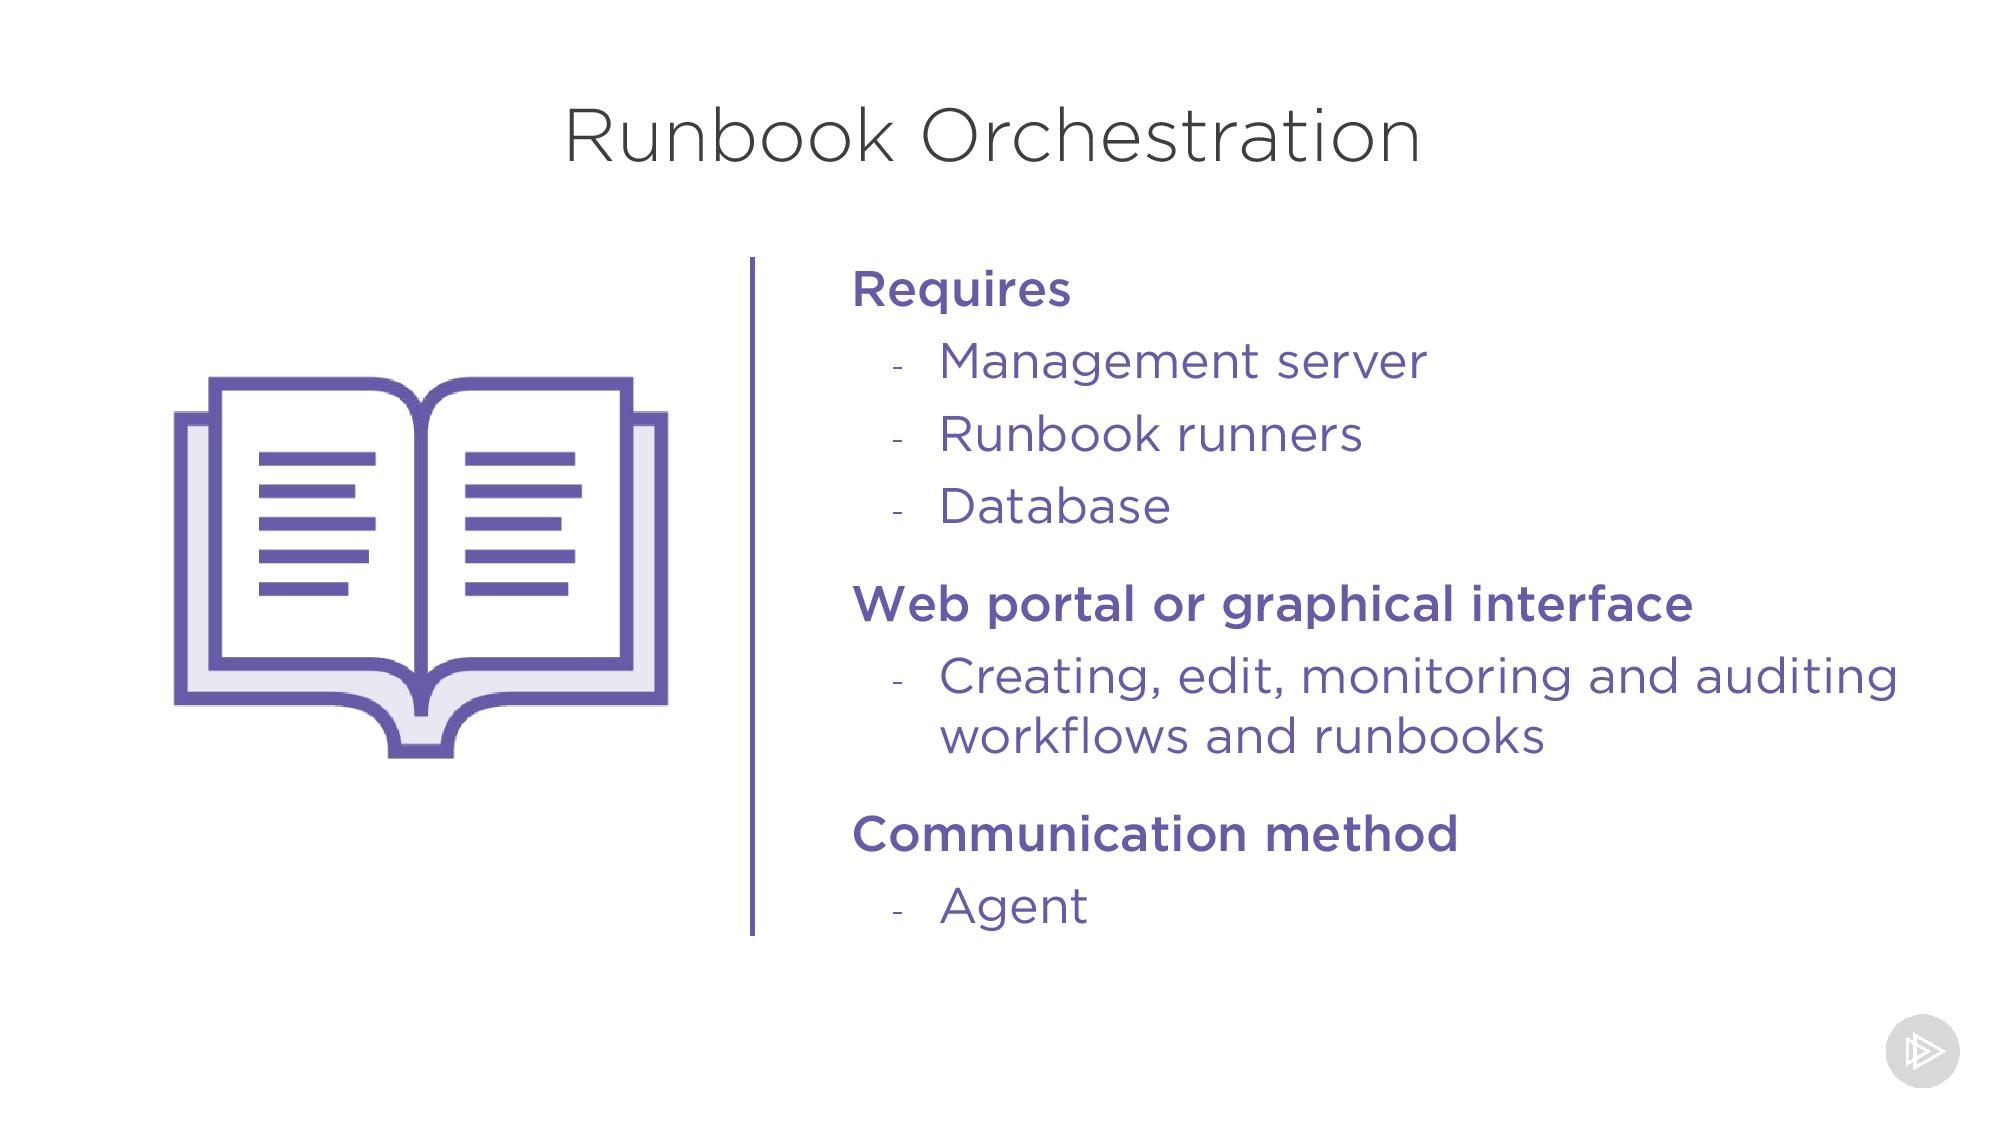 Runbook Orchestration
Requires
- Management server
- Runbook runners
- Database
Web portal or graphical interface
- Creating, edit, monitoring and auditing
workflows and runbooks
Communication method
- Agent